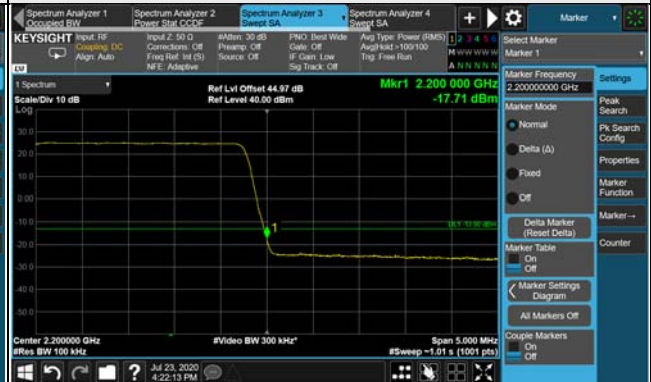 Spectrum Analyzer 1
Occupied BW
Spectrum Analyzer 2
Power Stat CCDF
Spectrum Analyzer 3
Swept SA
Spectrum Analyzer 4
Swept SA
Marker
KEYSIGHT
Input: RF
Coupling: DC
Align: Auto
Input Z: 50 Ω
Corrections: Off
Freq Ref: Int (S)
NFE: Adaptive
#Atten: 30 dB
Preamp: Off
Source: Off
PNO: Best Wide
Gate: Off
IF Gain: Low
Sig Track: Off
Avg Type: Power (RMS)
Avg|Hold >100/100
Trig: Free Run
1 2 3 4 5 6
M W W W W W
A N N N N N
Select Marker
Marker 1
LW
1 Spectrum
Scale/Div 10 dB
Log
Ref Lvl Offset 44.97 dB
Ref Level 40.00 dBm
Mkr1 2.200 000 GHz
-17.71 dBm
30.0
20.0
10.0
0.00
-10.0
-20.0
-30.0
-40.0
-50.0
1
Center 2.200000 GHz
#Res BW 100 kHz
#Video BW 300 kHz*
Span 5.000 MHz
#Sweep ~1.01 s (1001 pts)
Marker Frequency
2.200000000 GHz
Marker Mode
Normal
Delta (Δ)
Fixed
Off
Delta Marker
(Reset Delta)
Marker Table
On
Off
Marker Settings
Diagram
All Markers Off
Couple Markers
On
Off
Settings
Peak
Search
Pk Search
Config
Properties
Marker
Function
Marker→
Counter
Jul 23, 2020
4:22:13 PM